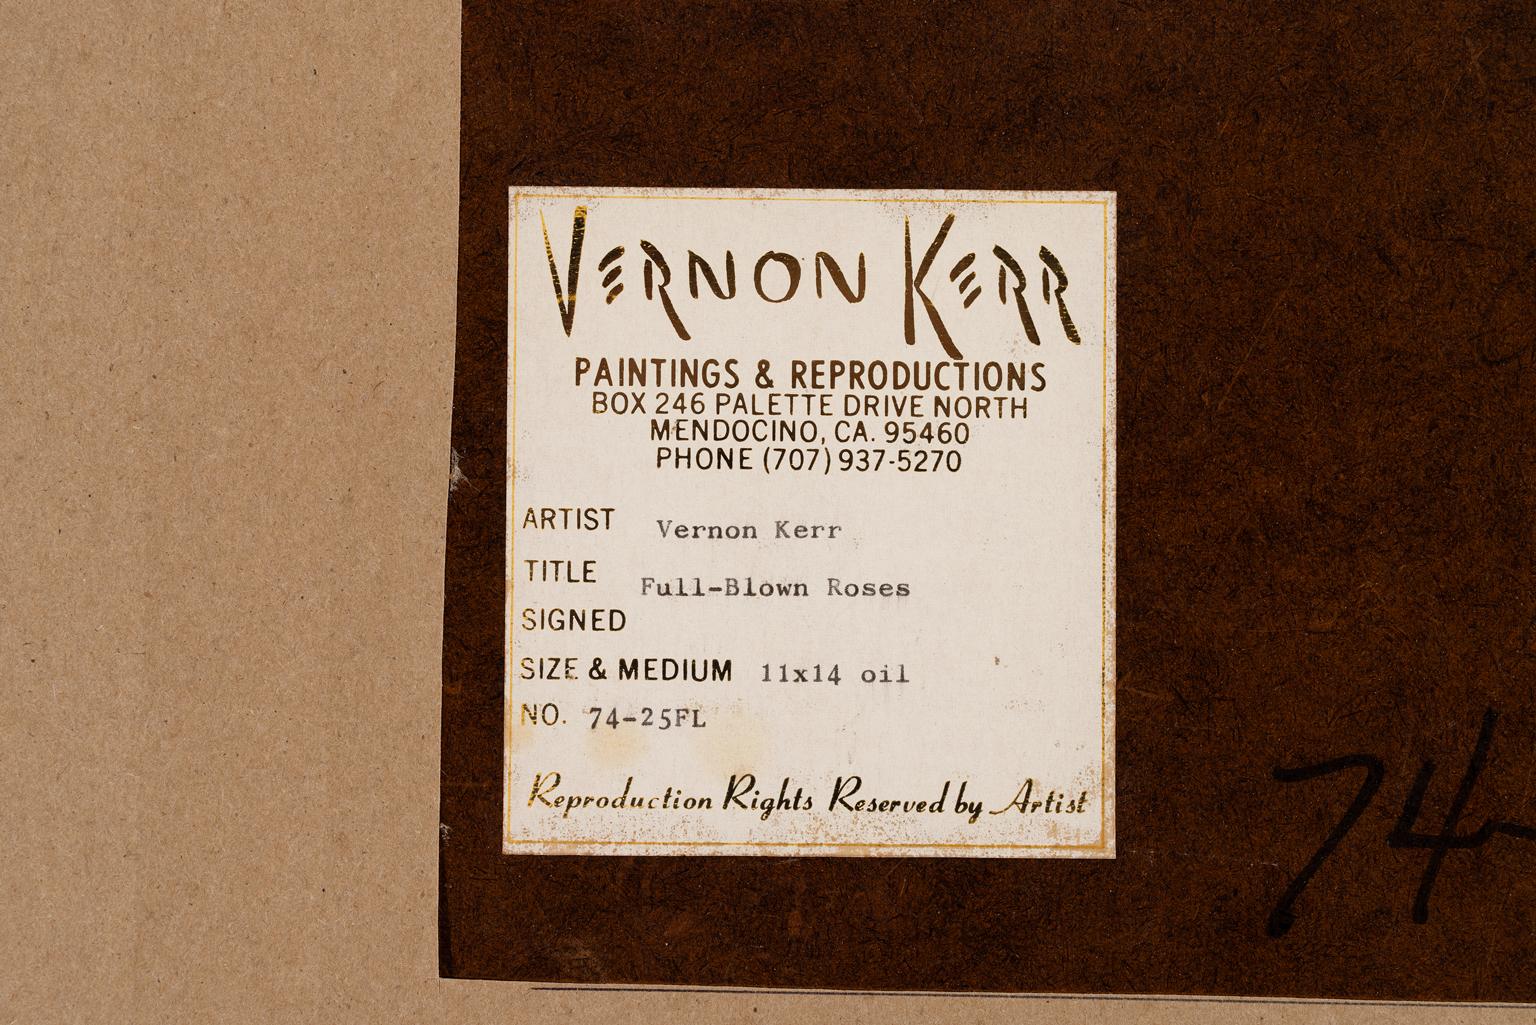 VERNON KERR
PAINTINGS & REPRODUCTIONS
BOX 246 PALETTE DRIVE NORTH
MENDOCINO, CA. 95460
PHONE (707) 937-5270
ARTIST Vernon Kerr
TITLE Full-Blown Roses
SIGNED
SIZE & MEDIUM 11x14 oil
NO. 74-25FL
Reproduction Rights Reserved by Artist
74-